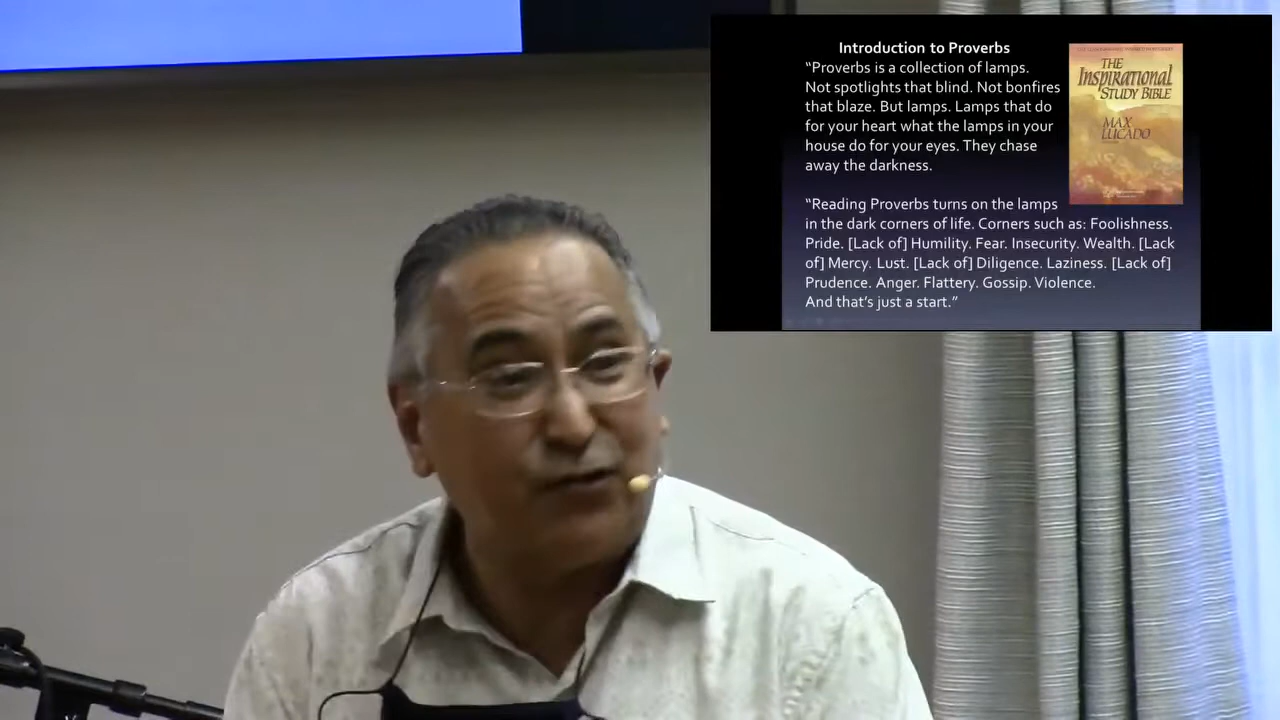 Introduction to Proverbs
“Proverbs is a collection of lamps.
Not spotlights that blind. Not bonfires
that blaze. But lamps. Lamps that do
for your heart what the lamps in your
house do for your eyes. They chase
away the darkness.
“Reading Proverbs turns on the lamps
in the dark corners of life. Corners such as: Foolishness.
Pride. [Lack of] Humility. Fear. Insecurity. Wealth. [Lack
of] Mercy. Lust. [Lack of] Diligence. Laziness. [Lack of]
Prudence. Anger. Flattery. Gossip. Violence.
And that’s just a start.”
THE
Inspirational
STUDY BIBLE
MAX
LUCADO